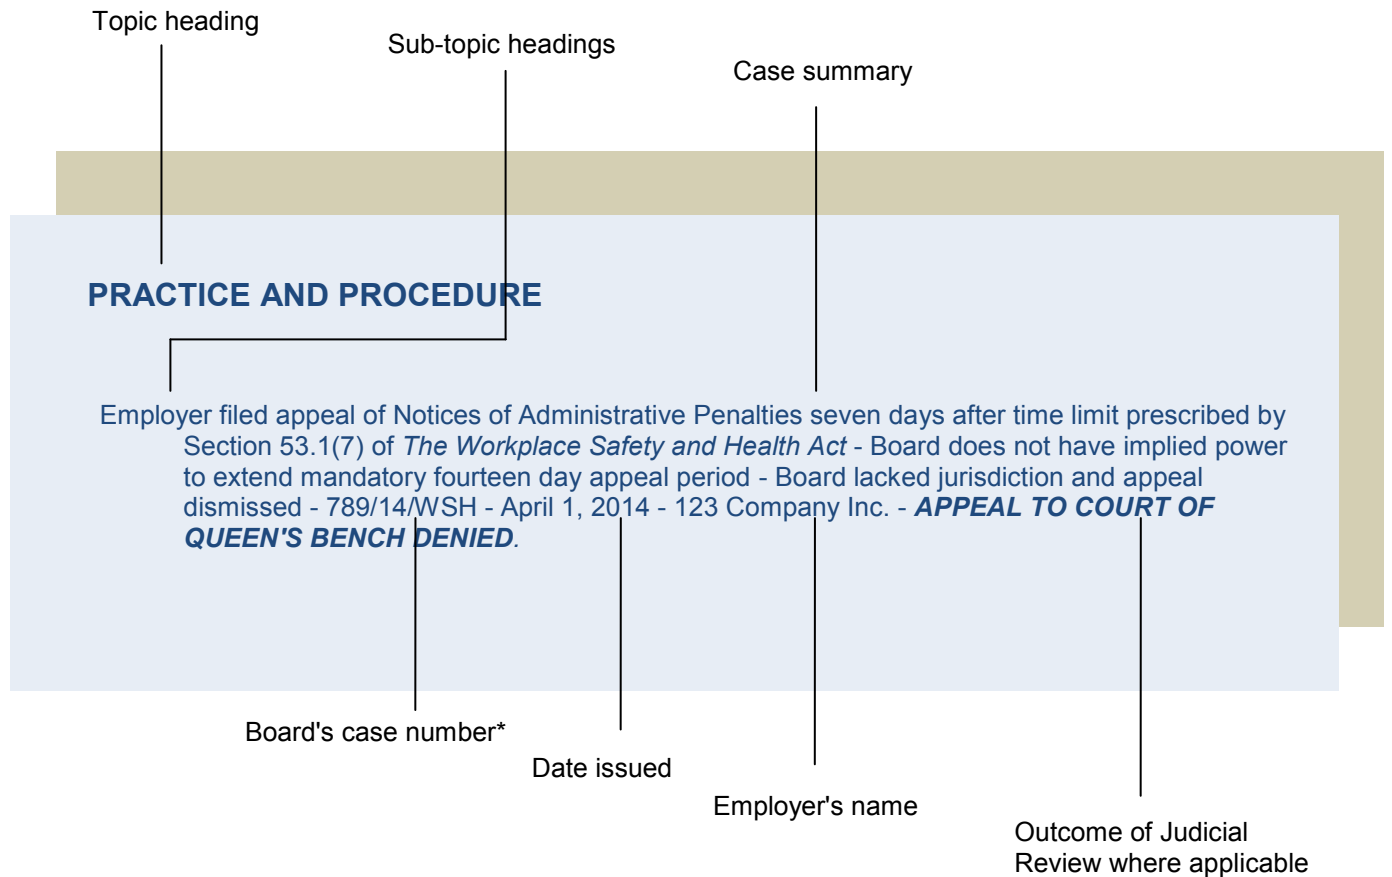 Topic heading
Sub-topic headings
Case summary
PRACTICE AND PROCEDURE
Employer filed appeal of Notices of Administrative Penalties seven days after time limit prescribed by
Section 53.1(7) of The Workplace Safety and Health Act - Board does not have implied power
to extend mandatory fourteen day appeal period - Board lacked jurisdiction and appeal
dismissed - 789/14/WSH - April 1, 2014 - 123 Company Inc. - APPEAL TO COURT OF
QUEEN'S BENCH DENIED.
Board's case number*
Date issued
Employer's name
Outcome of Judicial
Review where applicable